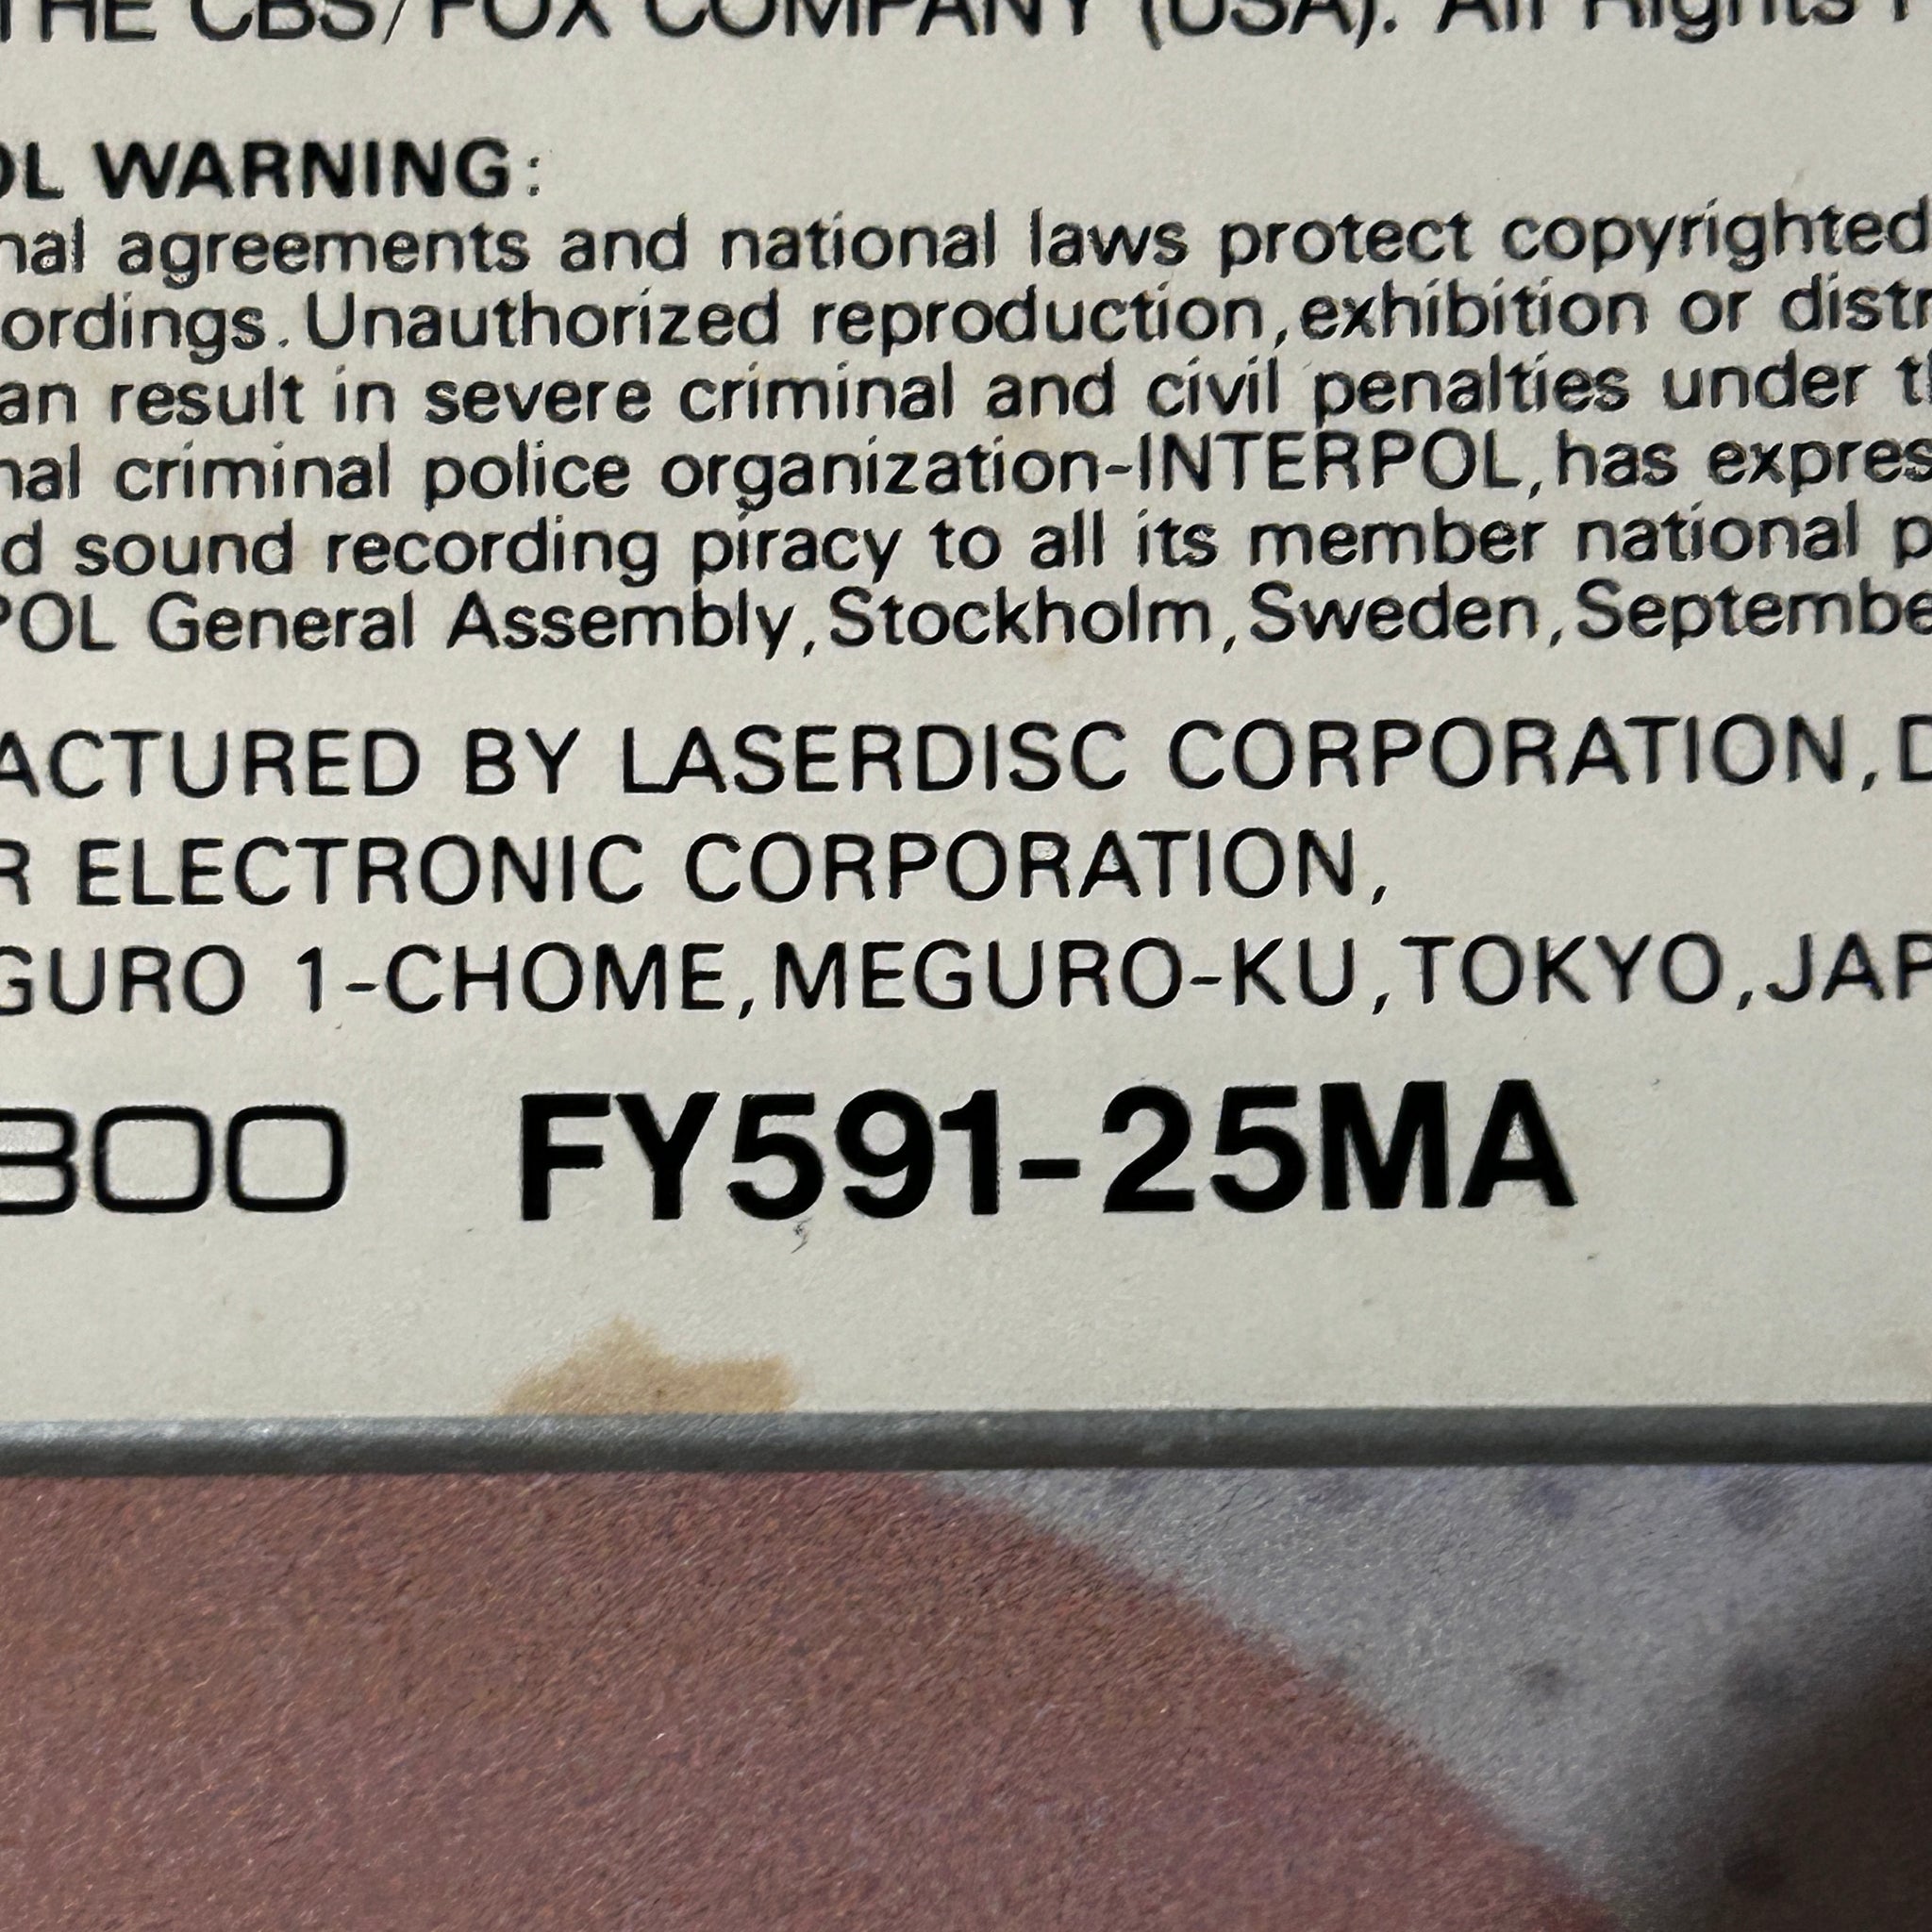 THE CBS/FOX COMPANY (USA). All Rights
OL WARNING:
nal agreements and national laws protect copyrighted
ordings. Unauthorized reproduction, exhibition or distr
an result in severe criminal and civil penalties under th
nal criminal police organization-INTERPOL, has expres
d sound recording piracy to all its member national p
POL General Assembly, Stockholm, Sweden, Septembe
ACTURED BY LASERDISC CORPORATION, D
R ELECTRONIC CORPORATION,
GURO 1-CHOME, MEGURO-KU, TOKYO, JAP
800 FY591-25MA